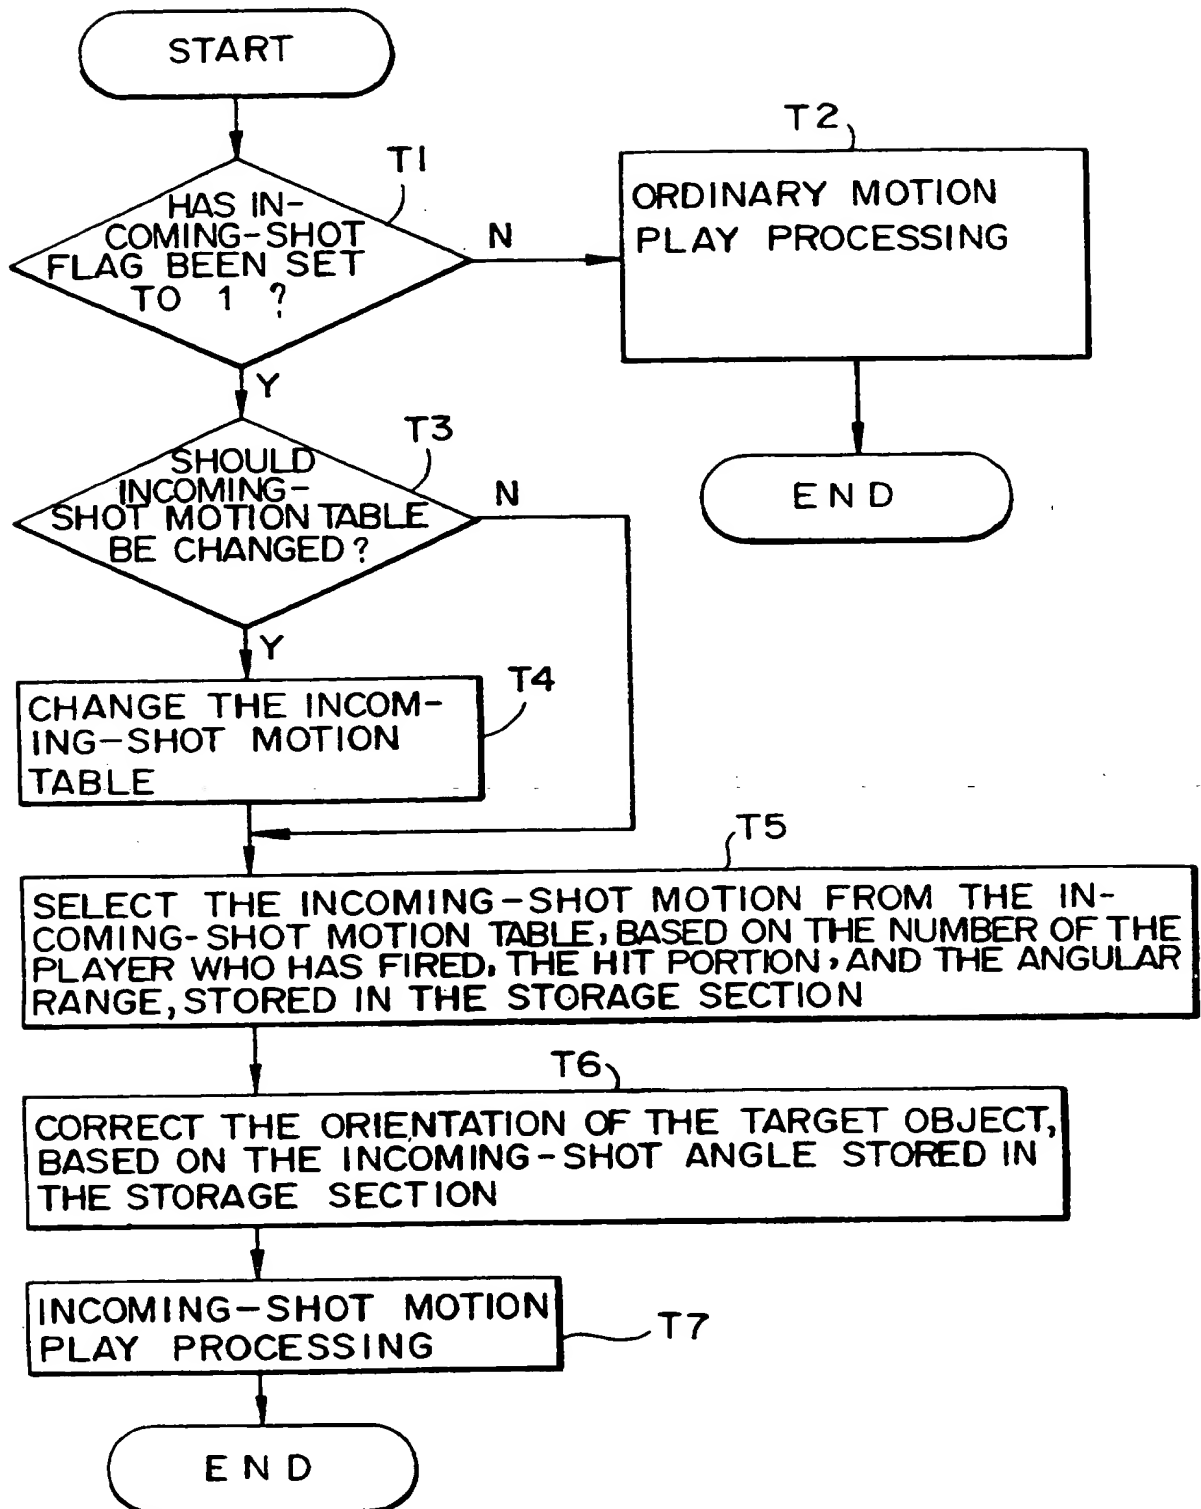 START
T1
HAS IN-
COMING-SHOT
FLAG BEEN SET
TO 1 ?
N
T2
ORDINARY MOTION
PLAY PROCESSING
END
Y
T3
SHOULD
INCOMING-
SHOT MOTION TABLE
BE CHANGED?
N
Y
T4
CHANGE THE INCOM-
ING-SHOT MOTION
TABLE
T5
SELECT THE INCOMING-SHOT MOTION FROM THE IN-
COMING-SHOT MOTION TABLE, BASED ON THE NUMBER OF THE
PLAYER WHO HAS FIRED, THE HIT PORTION, AND THE ANGULAR
RANGE, STORED IN THE STORAGE SECTION
T6
CORRECT THE ORIENTATION OF THE TARGET OBJECT,
BASED ON THE INCOMING-SHOT ANGLE STORED IN
THE STORAGE SECTION
INCOMING-SHOT MOTION
PLAY PROCESSING
T7
END